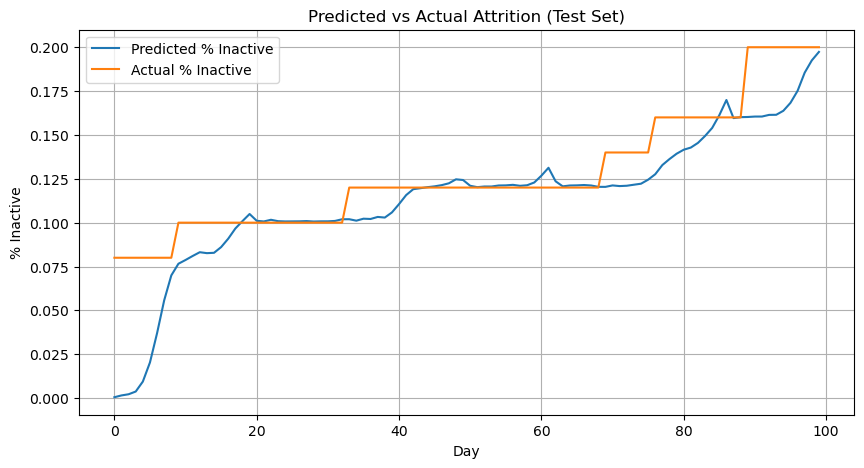 Predicted vs Actual Attrition (Test Set)
Predicted % Inactive
Actual % Inactive
% Inactive
0.200
0.175
0.150
0.125
0.100
0.075
0.050
0.025
0.000
0 20 40 60 80 100
Day